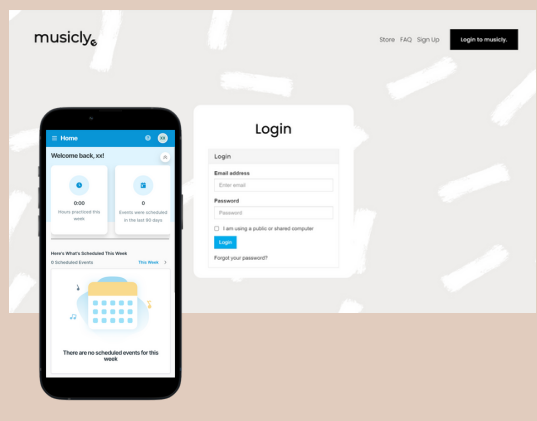 musicly.
Store FAQ Sign Up Login to musicly.
Login
Login
Email address
Enter email
Password
Password
I am using a public or shared computer
Login
Forgot your password?
Home
Welcome back, xx!
0:00
Hours practised this
week
0
Events were scheduled
in the last 90 days
Here's What's Scheduled This Week
0 Scheduled Events This Week
There are no scheduled events for this
week